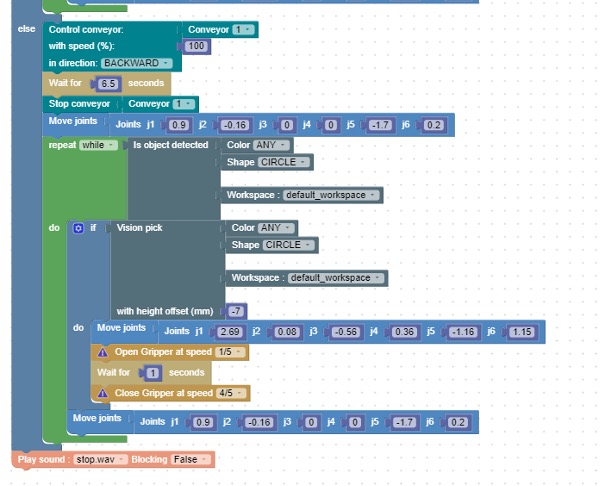 else Control conveyor: Conveyor 1
with speed (%): 100
in direction: BACKWARD
Wait for 6.5 seconds
Stop conveyor Conveyor 1
Move joints Joints j1 0.9 j2 -0.16 j3 0 j4 0 j5 -1.7 j6 0.2
repeat while Is object detected Color ANY
Shape CIRCLE
Workspace : default_workspace
do if Vision pick Color ANY
Shape CIRCLE
Workspace : default_workspace
with height offset (mm) -7
do Move joints Joints j1 2.69 j2 0.08 j3 -0.56 j4 0.36 j5 -1.16 j6 1.15
Open Gripper at speed 1/5
Wait for 1 seconds
Close Gripper at speed 4/5
Move joints Joints j1 0.9 j2 -0.16 j3 0 j4 0 j5 -1.7 j6 0.2
Play sound : stop.wav Blocking False